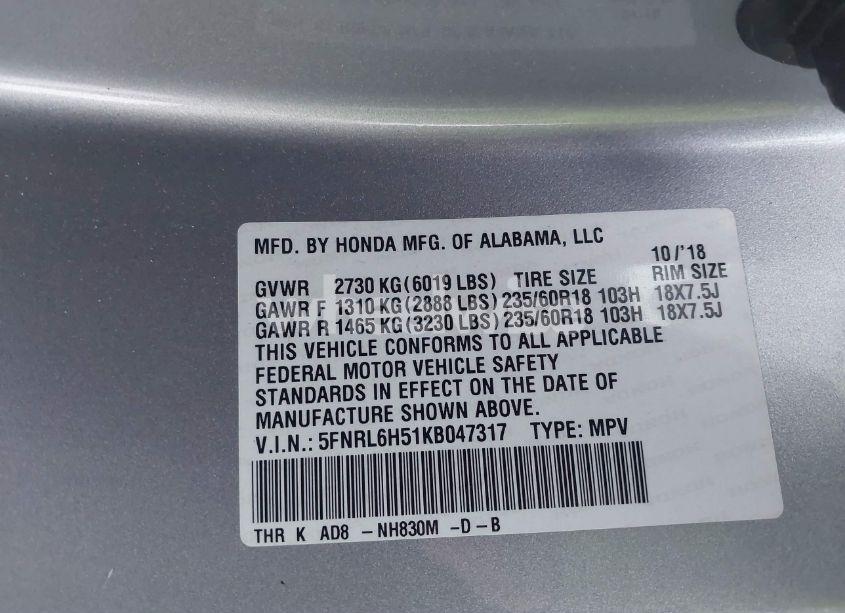 MFD. BY HONDA MFG. OF ALABAMA, LLC
10/'18
GVWR 2730 KG(6019 LBS) TIRE SIZE RIM SIZE
GAWR F 1310 KG(2888 LBS) 235/60R18 103H 18X7.5J
GAWR R 1465 KG(3230 LBS) 235/60R18 103H 18X7.5J
THIS VEHICLE CONFORMS TO ALL APPLICABLE
FEDERAL MOTOR VEHICLE SAFETY
STANDARDS IN EFFECT ON THE DATE OF
MANUFACTURE SHOWN ABOVE.
V.I.N.: 5FNRL6H51KB047317 TYPE: MPV
THR K AD8 -NH830M -D-B